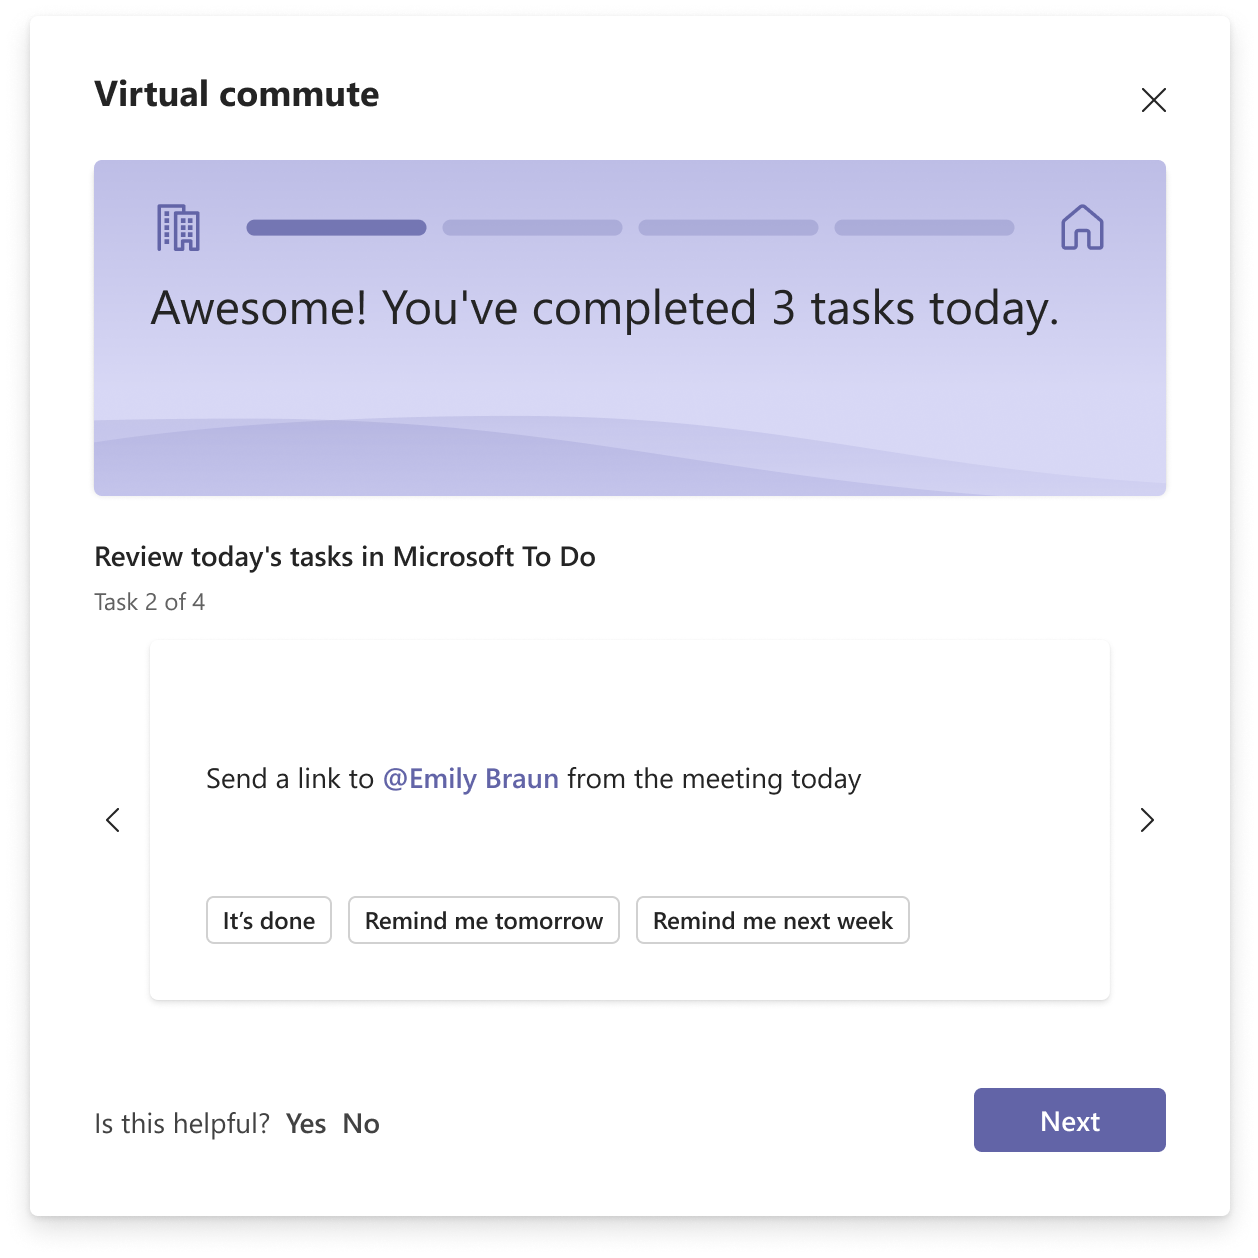 Virtual commute
Awesome! You've completed 3 tasks today.
Review today's tasks in Microsoft To Do
Task 2 of 4
Send a link to @Emily Braun from the meeting today
It’s done Remind me tomorrow Remind me next week
Is this helpful? Yes No Next